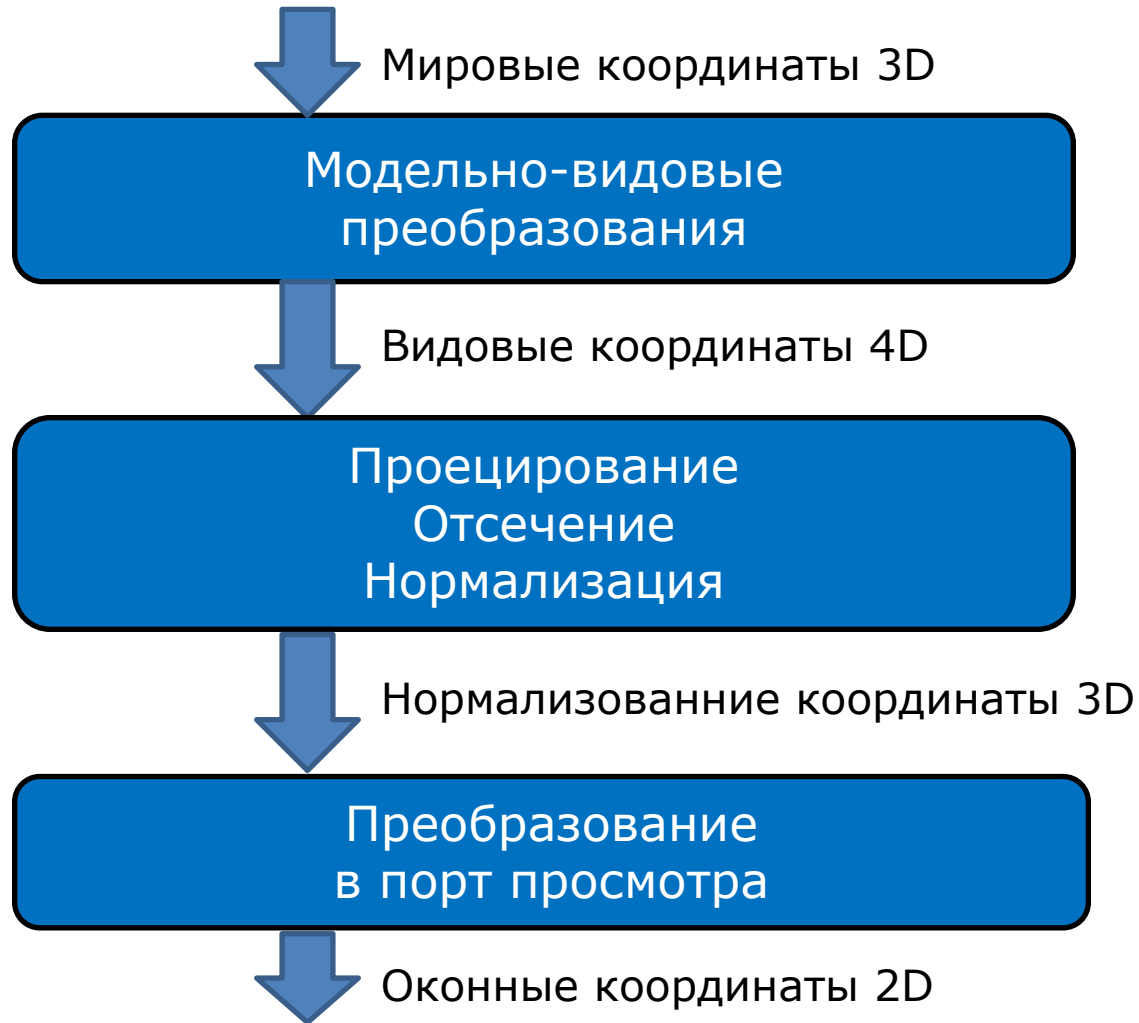 Мировые координаты 3D
Модельно-видовые
преобразования
Видовые координаты 4D
Проецирование
Отсечение
Нормализация
Нормализованние координаты 3D
Преобразование
в порт просмотра
Оконные координаты 2D